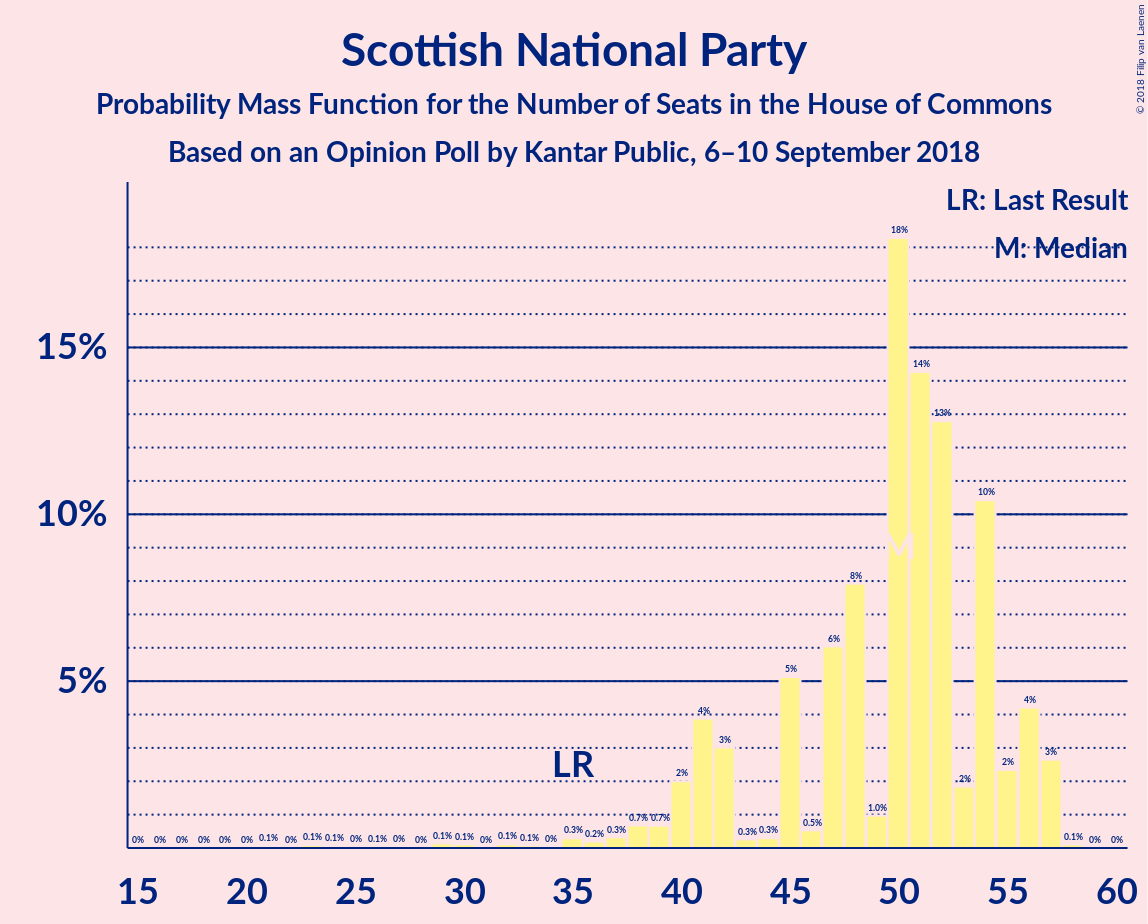 Scottish National Party
Probability Mass Function for the Number of Seats in the House of Commons
Based on an Opinion Poll by Kantar Public, 6–10 September 2018
© 2018 Filip van Laenen
LR: Last Result
M: Median
15%
10%
5%
18%
14%
13%
10%
M
8%
6%
5%
4%
4%
3%
3%
LR
2%
2%
2%
1.0%
0% 0% 0% 0% 0% 0% 0.1% 0% 0.1% 0.1% 0% 0.1% 0% 0% 0.1% 0.1% 0% 0.1% 0.1% 0% 0.3% 0.2% 0.3% 0.7% 0.7% 0.3% 0.3% 0.5% 0.1% 0% 0%
15 20 25 30 35 40 45 50 55 60